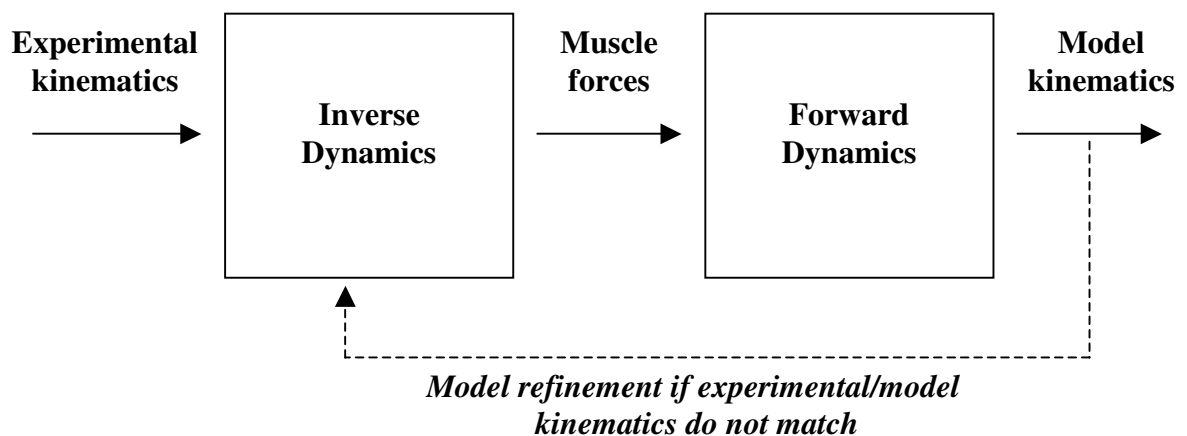 Experimental
kinematics
Inverse
Dynamics
Muscle
forces
Forward
Dynamics
Model
kinematics
Model refinement if experimental/model
kinematics do not match